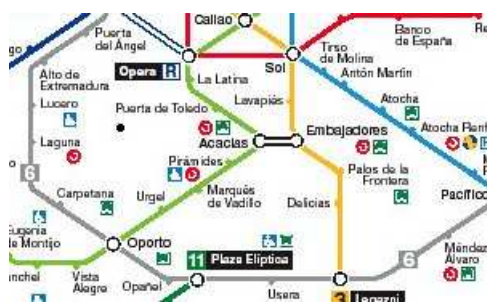 Callao
Puerta
del Ángel
Banco
de España
Tirso
de Molina
Sol
Opera R
Alto de
Extremadura
La Latina
Antón Martín
Lucero
Puerta de Toledo
Lavapiés
Atocha
Laguna
Acacias
Embajadores
Atocha Renf
Pirámides
6
Palos de la
Frontera
Carpetana
Urgel
Marqués
de Vadillo
Delicias
Pacífico
Eugenia
de Montijo
Oporto
11 Plaza Elíptica
6
Méndez
Álvaro
Vista
Alegre
Opañel
Usera
3 Legazpi